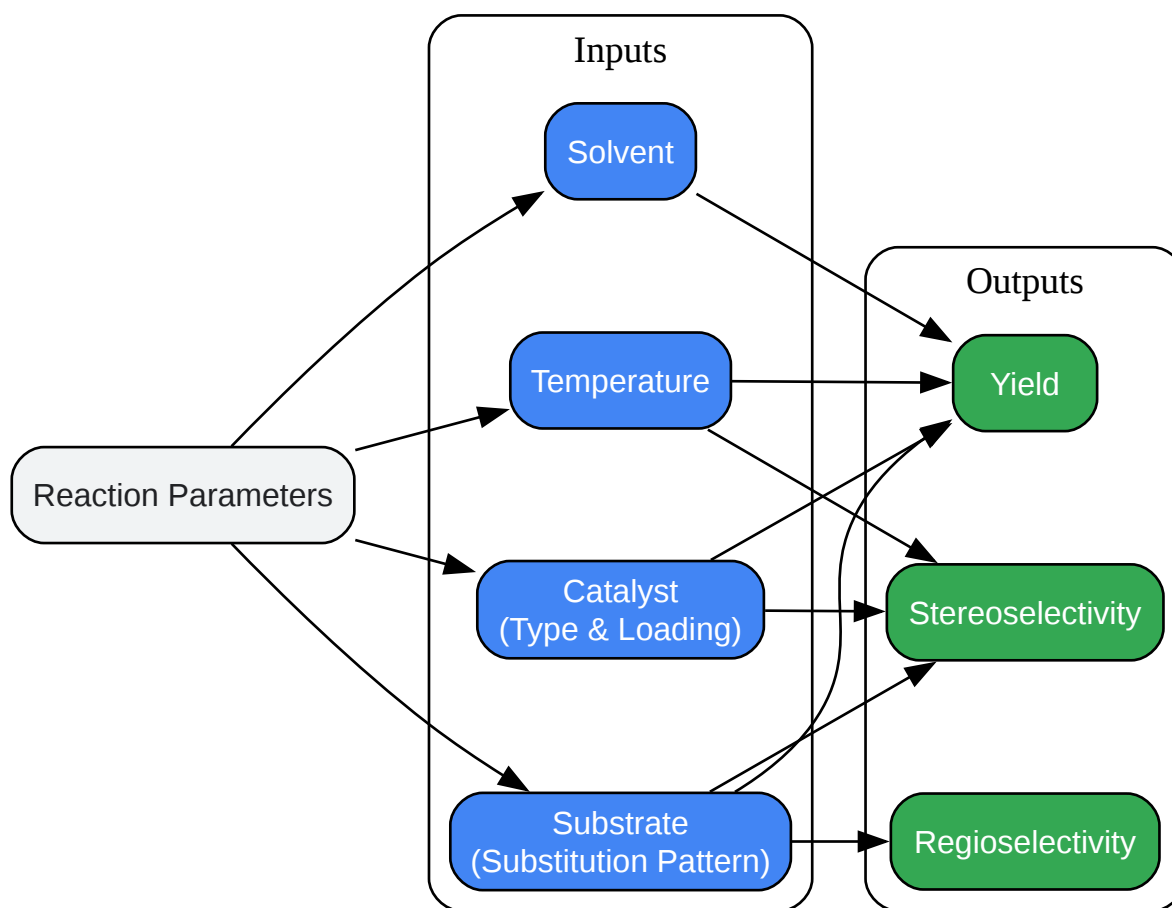 Inputs
Solvent
Outputs
Temperature
Yield
Reaction Parameters
Catalyst
(Type & Loading)
Stereoselectivity
Substrate
(Substitution Pattern)
Regioselectivity